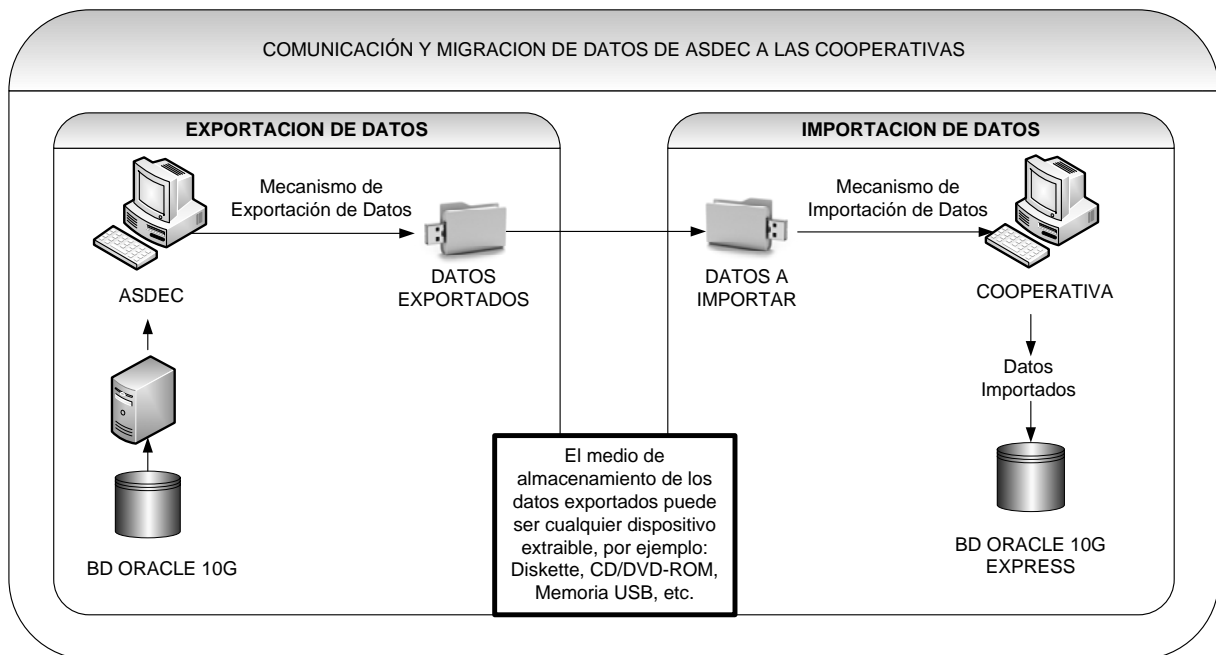 COMUNICACIÓN Y MIGRACION DE DATOS DE ASDEC A LAS COOPERATIVAS
EXPORTACION DE DATOS
Mecanismo de
Exportación de Datos
ASDEC
DATOS
EXPORTADOS
BD ORACLE 10G
IMPORTACION DE DATOS
Mecanismo de
Importación de Datos
DATOS A
IMPORTAR
COOPERATIVA
Datos
Importados
BD ORACLE 10G
EXPRESS
El medio de
almacenamiento de los
datos exportados puede
ser cualquier dispositivo
extraible, por ejemplo:
Diskette, CD/DVD-ROM,
Memoria USB, etc.